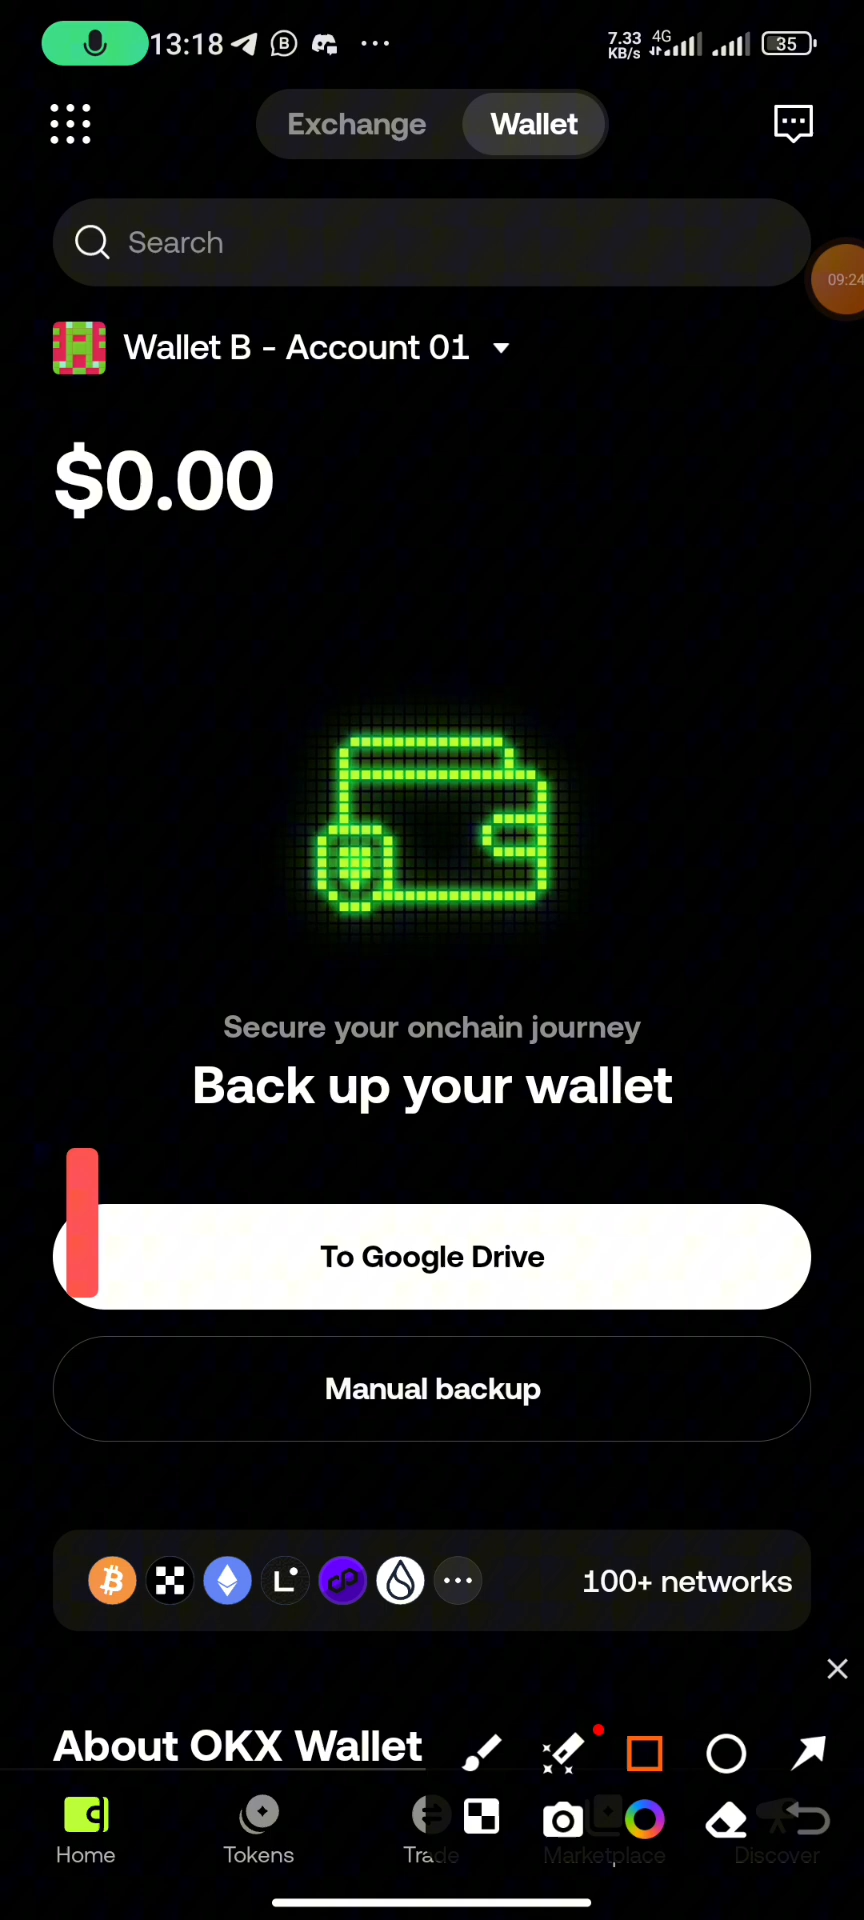 13:18
7.33 KB/s 4G 35
Exchange Wallet
Search
09:24
Wallet B - Account 01
$0.00
Secure your onchain journey
Back up your wallet
To Google Drive
Manual backup
100+ networks
About OKX Wallet
Home Tokens Trade Marketplace Discover